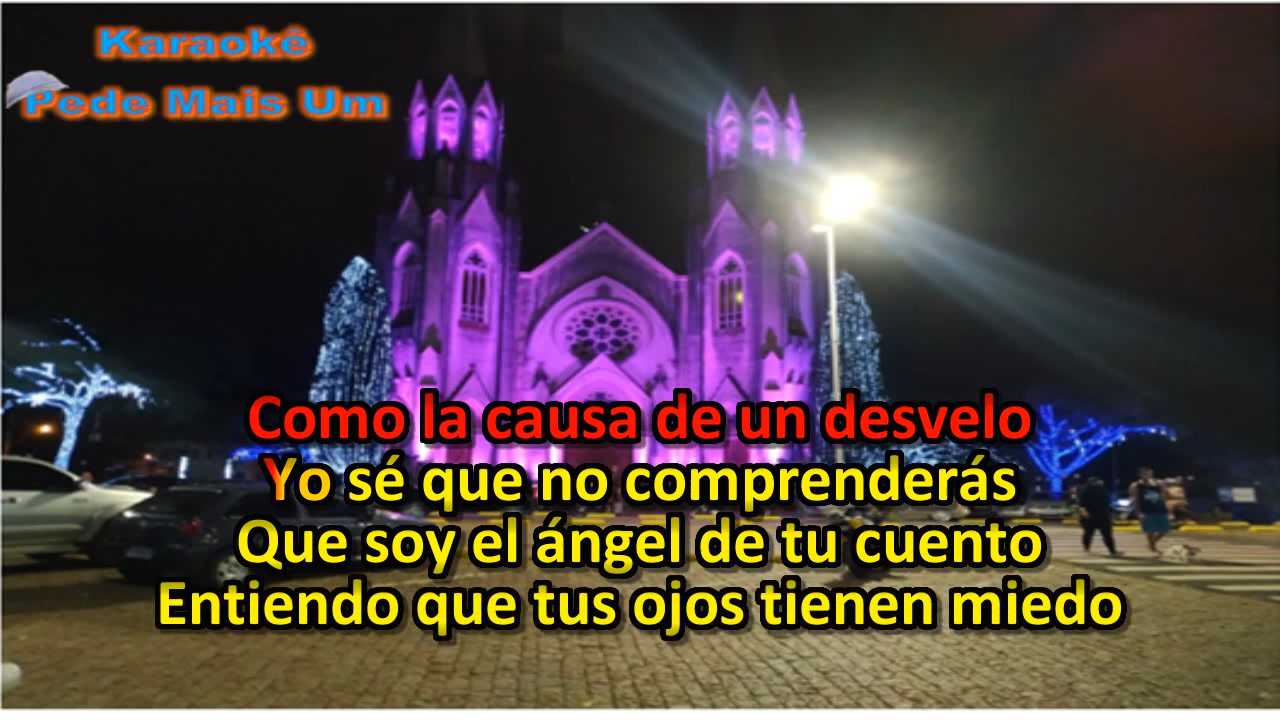 Karaokê
Pede Mais Um
Como la causa de un desvelo
Yo sé que no comprenderás
Que soy el ángel de tu cuento
Entiendo que tus ojos tienen miedo